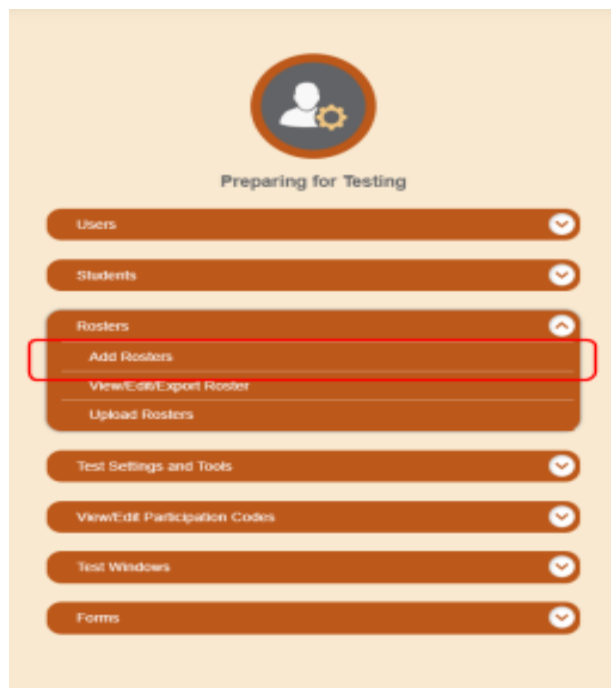 Preparing for Testing
Users
Students
Rosters
Add Rosters
View/Edit/Export Roster
Upload Rosters
Test Settings and Tools
View/Edit Participation Codes
Test Windows
Forms